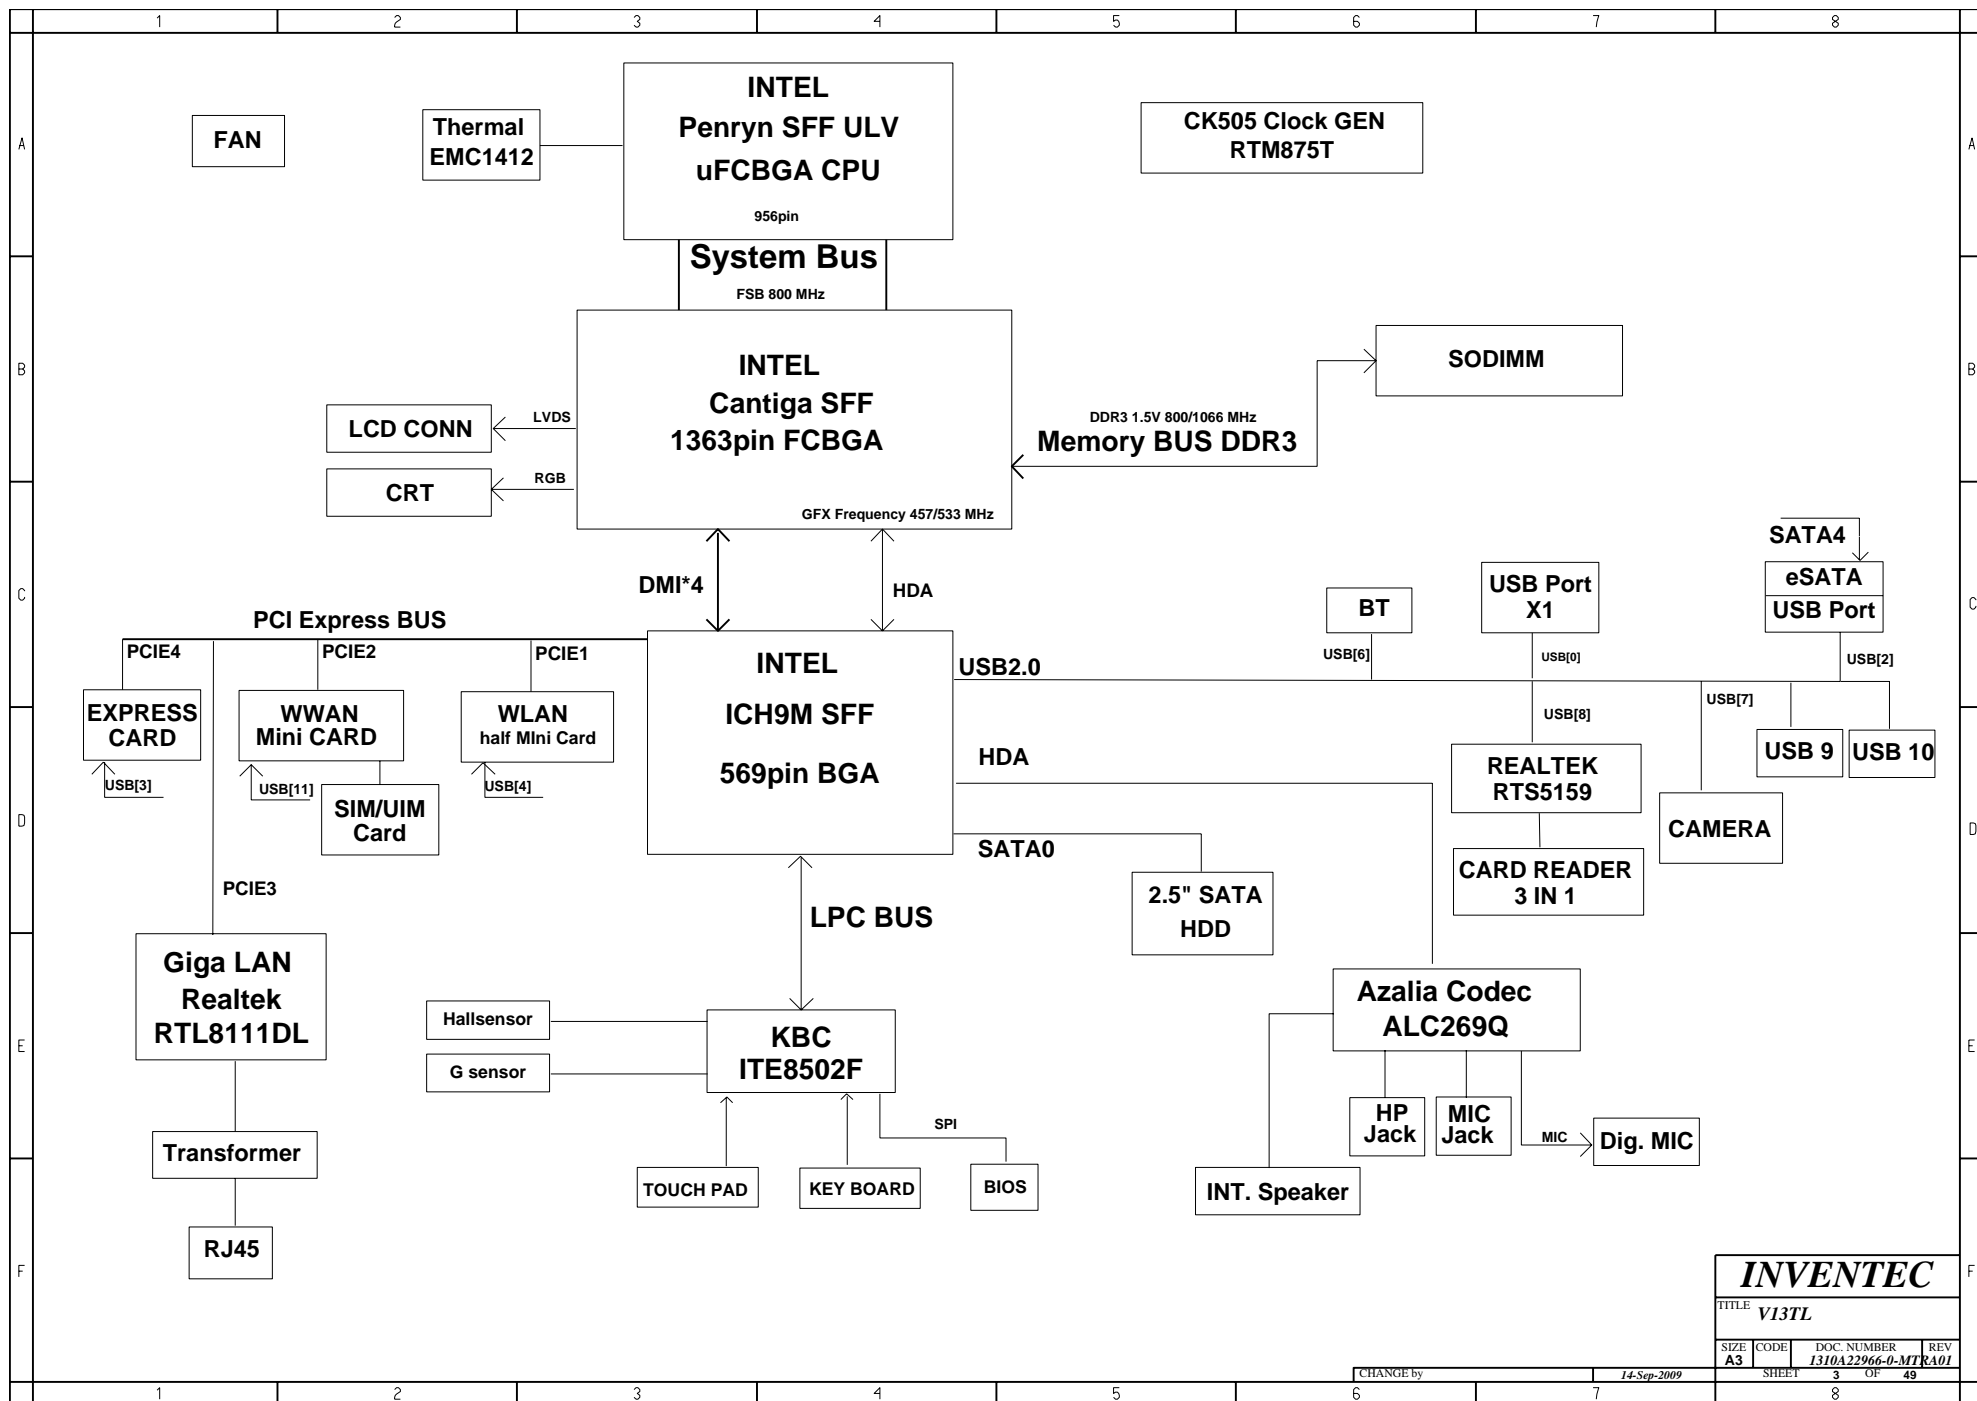 1 2 3 4 5 6 7 8
A
A
B
B
C
C
D
D
E
E
F
F
FAN
Thermal
EMC1412
INTEL
Penryn SFF ULV
uFCBGA CPU
956pin
CK505 Clock GEN
RTM875T
System Bus
FSB 800 MHz
INTEL
Cantiga SFF
1363pin FCBGA
GFX Frequency 457/533 MHz
LCD CONN
LVDS
CRT
RGB
SODIMM
DDR3 1.5V 800/1066 MHz
Memory BUS DDR3
DMI*4
HDA
SATA4
eSATA
USB Port
USB Port
X1
BT
USB[6]
USB[0]
USB[2]
PCI Express BUS
PCIE4
PCIE2
PCIE1
INTEL
ICH9M SFF
569pin BGA
USB2.0
EXPRESS
CARD
USB[3]
WWAN
Mini CARD
USB[11]
SIM/UIM
Card
WLAN
half MIni Card
USB[4]
HDA
SATA0
USB[8]
USB[7]
REALTEK
RTS5159
USB 9
USB 10
CAMERA
CARD READER
3 IN 1
PCIE3
LPC BUS
2.5" SATA
HDD
Giga LAN
Realtek
RTL8111DL
Hallsensor
G sensor
KBC
ITE8502F
Azalia Codec
ALC269Q
SPI
HP
Jack
MIC
Jack
MIC
Dig. MIC
Transformer
TOUCH PAD
KEY BOARD
BIOS
INT. Speaker
RJ45
INVENTEC
TITLE V13TL
SIZE CODE DOC. NUMBER REV
A3 1310A22966-0-MTRA01
CHANGE by 14-Sep-2009 SHEET 3 OF 49
1 2 3 4 5 6 7 8